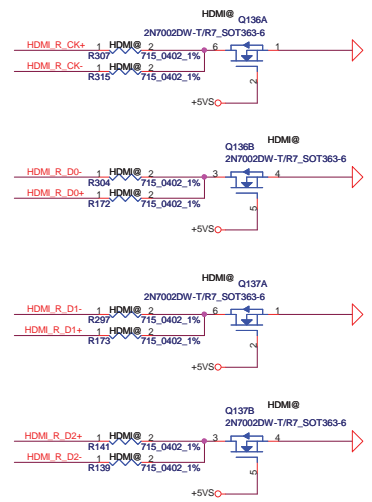 HDMI@
Q136A
2N7002DW-T/R7_SOT363-6
HDMI_R_CK+ 1 HDMI@ 2 6 1
R307 715_0402_1%
HDMI_R_CK- 1 HDMI@ 2
R315 715_0402_1% 2
+5VS
HDMI@
Q136B
2N7002DW-T/R7_SOT363-6
HDMI_R_D0- 1 HDMI@ 2 3 4
R304 715_0402_1%
HDMI_R_D0+ 1 HDMI@ 2
R172 715_0402_1% 5
+5VS
HDMI@
Q137A
2N7002DW-T/R7_SOT363-6
HDMI_R_D1- 1 HDMI@ 2 6 1
R297 715_0402_1%
HDMI_R_D1+ 1 HDMI@ 2
R173 715_0402_1% 2
+5VS
HDMI@
Q137B
2N7002DW-T/R7_SOT363-6
HDMI_R_D2+ 1 HDMI@ 2 3 4
R141 715_0402_1%
HDMI_R_D2- 1 HDMI@ 2
R139 715_0402_1% 5
+5VS